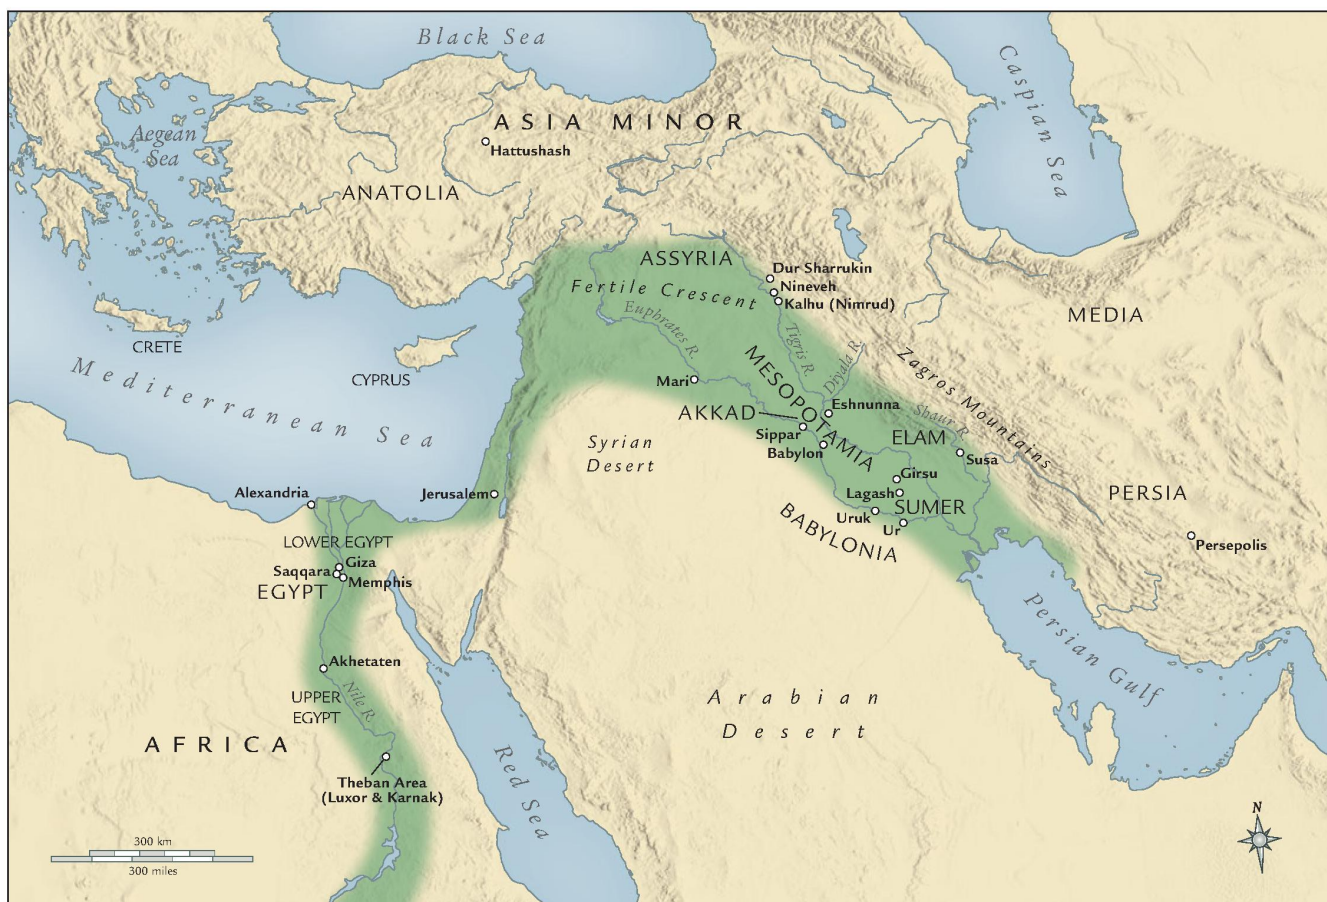 Black Sea
Caspian Sea
Aegean
Sea
ASIA MINOR
Hattushash
ANATOLIA
ASSYRIA
Dur Sharrukin
Nineveh
Kalhu (Nimrud)
Fertile Crescent
MEDIA
Euphrates R.
Tigris R.
Diyala R.
CRETE
CYPRUS
Mediterranean Sea
Zagros Mountains
MESOPOTAMIA
Mari
AKKAD
Eshnunna
Shaur R.
Sippar
Babylon
ELAM
Susa
Syrian
Desert
Girsu
Lagash
SUMER
Uruk
Ur
BABYLONIA
PERSIA
Persepolis
Alexandria
Jerusalem
LOWER EGYPT
Giza
Saqqara
Memphis
EGYPT
Persian Gulf
Akhetaten
Nile R.
UPPER
EGYPT
Arabian
Desert
AFRICA
Red Sea
Theban Area
(Luxor & Karnak)
N
300 km
300 miles